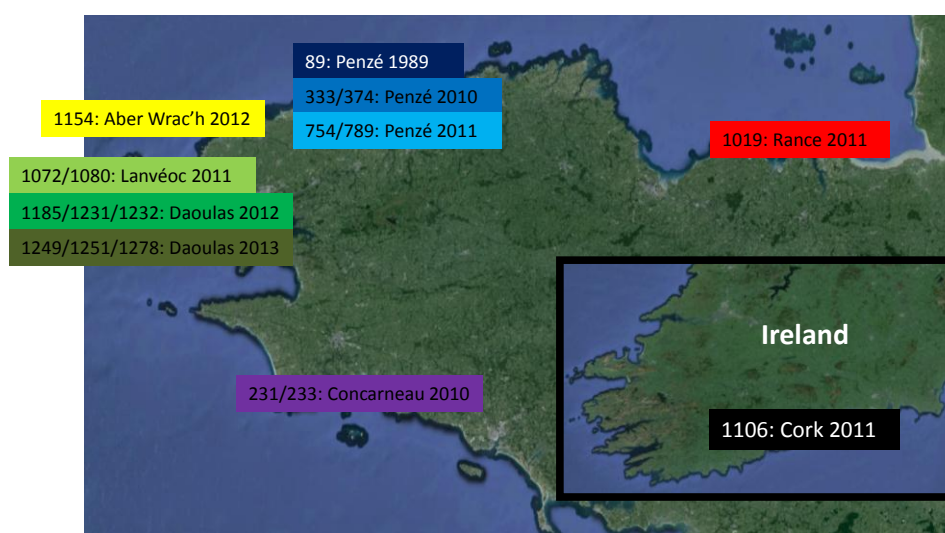 89: Penzé 1989
333/374: Penzé 2010
754/789: Penzé 2011
1154: Aber Wrac’h 2012
1019: Rance 2011
1072/1080: Lanvéoc 2011
1185/1231/1232: Daoulas 2012
1249/1251/1278: Daoulas 2013
Ireland
231/233: Concarneau 2010
1106: Cork 2011